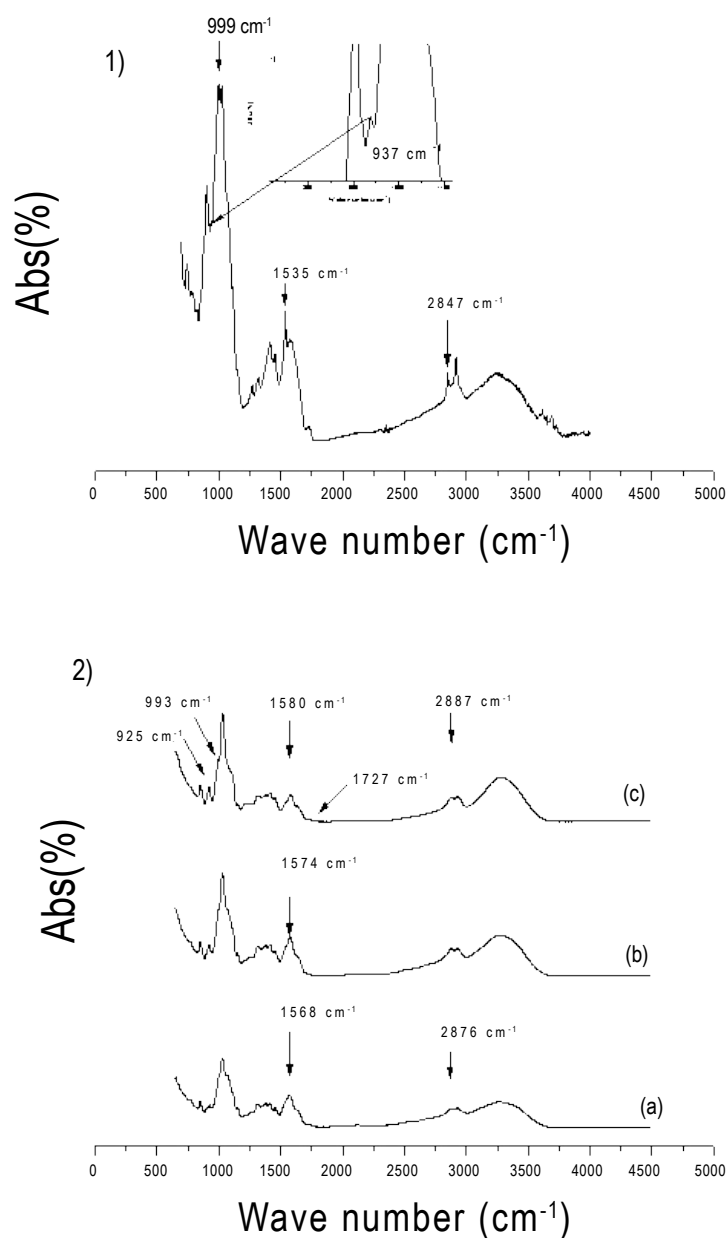 1)
999 cm-1
937 cm-1
1535 cm-1
2847 cm-1
Abs(%)
0 500 1000 1500 2000 2500 3000 3500 4000 4500 5000
Wave number (cm-1)
2)
993 cm-1
925 cm-1
1580 cm-1
2887 cm-1
1727 cm-1
(c)
1574 cm-1
(b)
1568 cm-1
2876 cm-1
(a)
Abs(%)
0 500 1000 1500 2000 2500 3000 3500 4000 4500 5000
Wave number (cm-1)